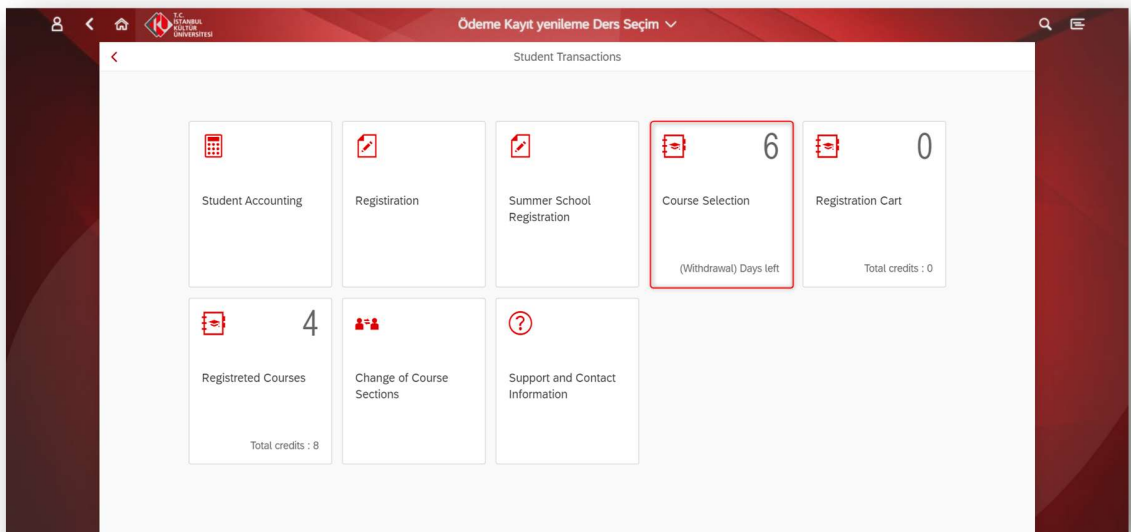 T.C.
İSTANBUL
KÜLTÜR
ÜNİVERSİTESİ
Ödeme Kayıt yenileme Ders Seçim
Student Transactions
Student Accounting
Registiration
Summer School
Registration
6
Course Selection
(Withdrawal) Days left
0
Registration Cart
Total credits : 0
4
Registreted Courses
Total credits : 8
Change of Course
Sections
Support and Contact
Information